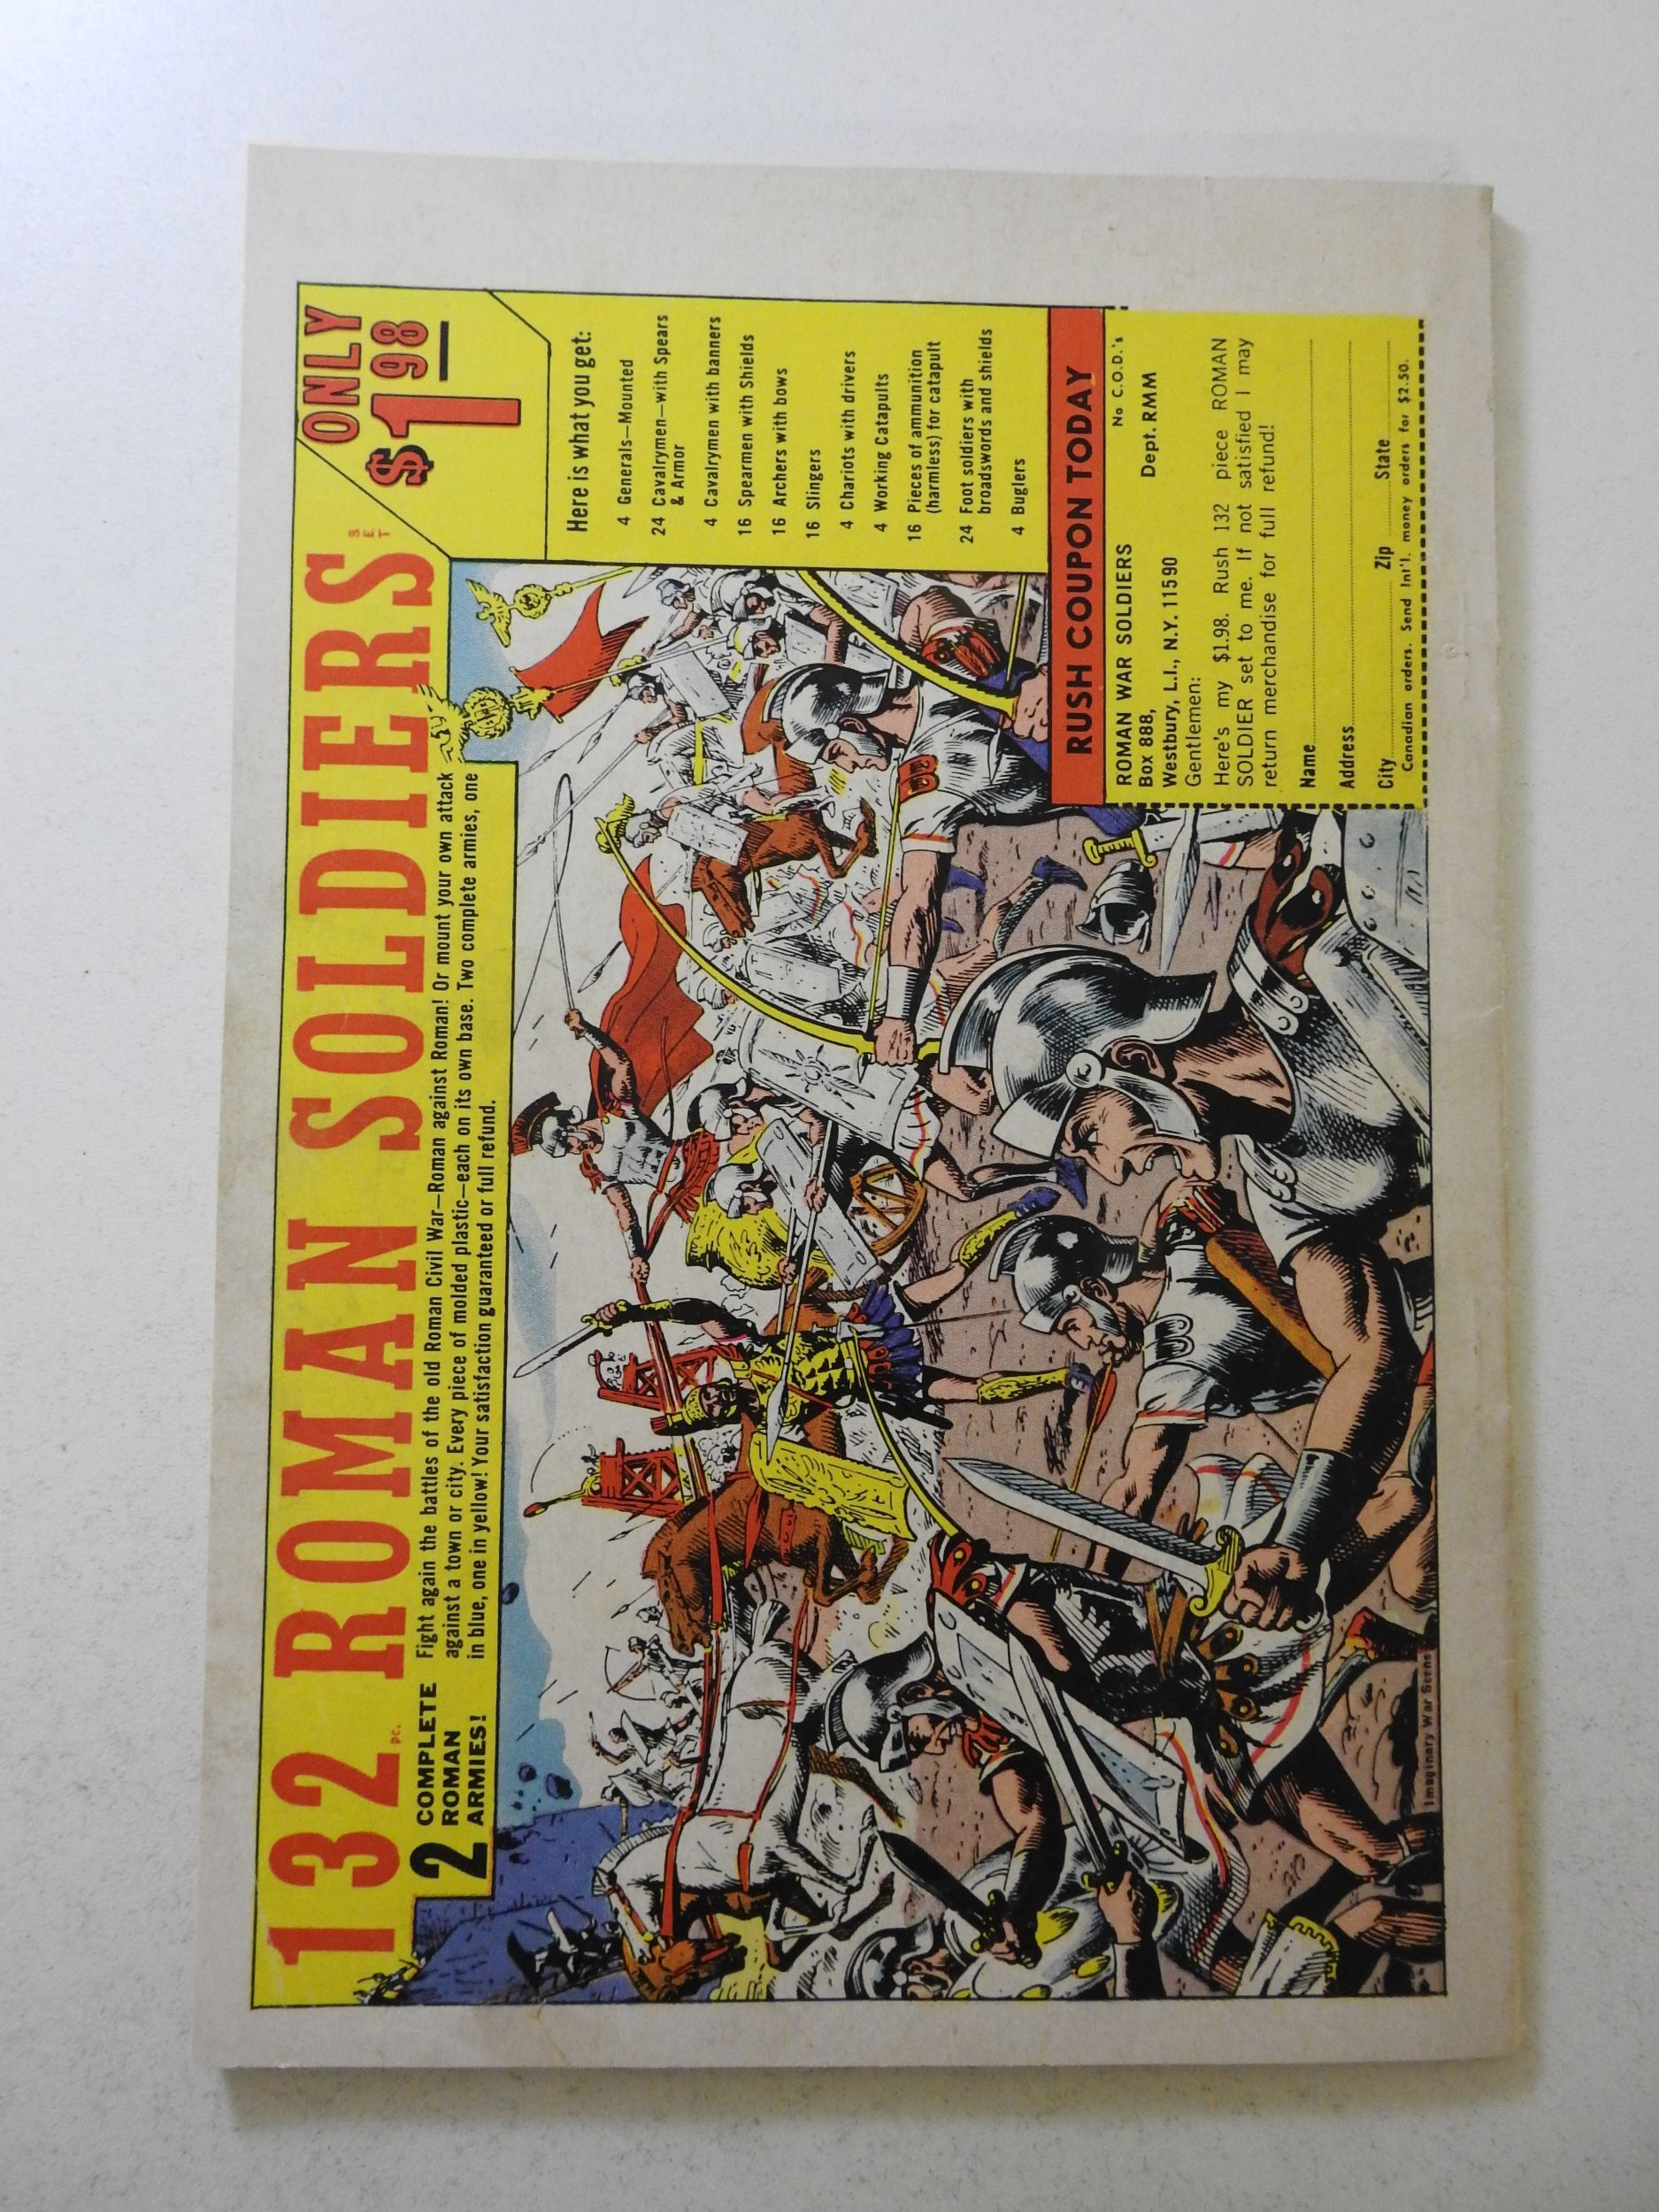 132 pc. ROMAN SOLDIERS SET
ONLY
$1 98
2 COMPLETE
ROMAN
ARMIES!
Fight again the battles of the old Roman Civil War—Roman against Roman! Or mount your own attack
against a town or city. Every piece of molded plastic—each on its own base. Two complete armies, one
in blue, one in yellow! Your satisfaction guaranteed or full refund.
Here is what you get:
4 Generals—Mounted
24 Cavalrymen—with Spears
& Armor
4 Cavalrymen with banners
16 Spearmen with Shields
16 Archers with bows
16 Slingers
4 Chariots with drivers
4 Working Catapults
16 Pieces of ammunition
(harmless) for catapult
24 Foot soldiers with
broadswords and shields
4 Buglers
RUSH COUPON TODAY
No C.O.D.'s
ROMAN WAR SOLDIERS
Box 888, Dept. RMM
Westbury, L.I., N.Y. 11590
Gentlemen:
Here's my $1.98. Rush 132 piece ROMAN
SOLDIER set to me. If not satisfied I may
return merchandise for full refund!
Name
Address
City Zip State
Canadian orders. Send Int'l. money orders for $2.50.
Imaginary War Scene